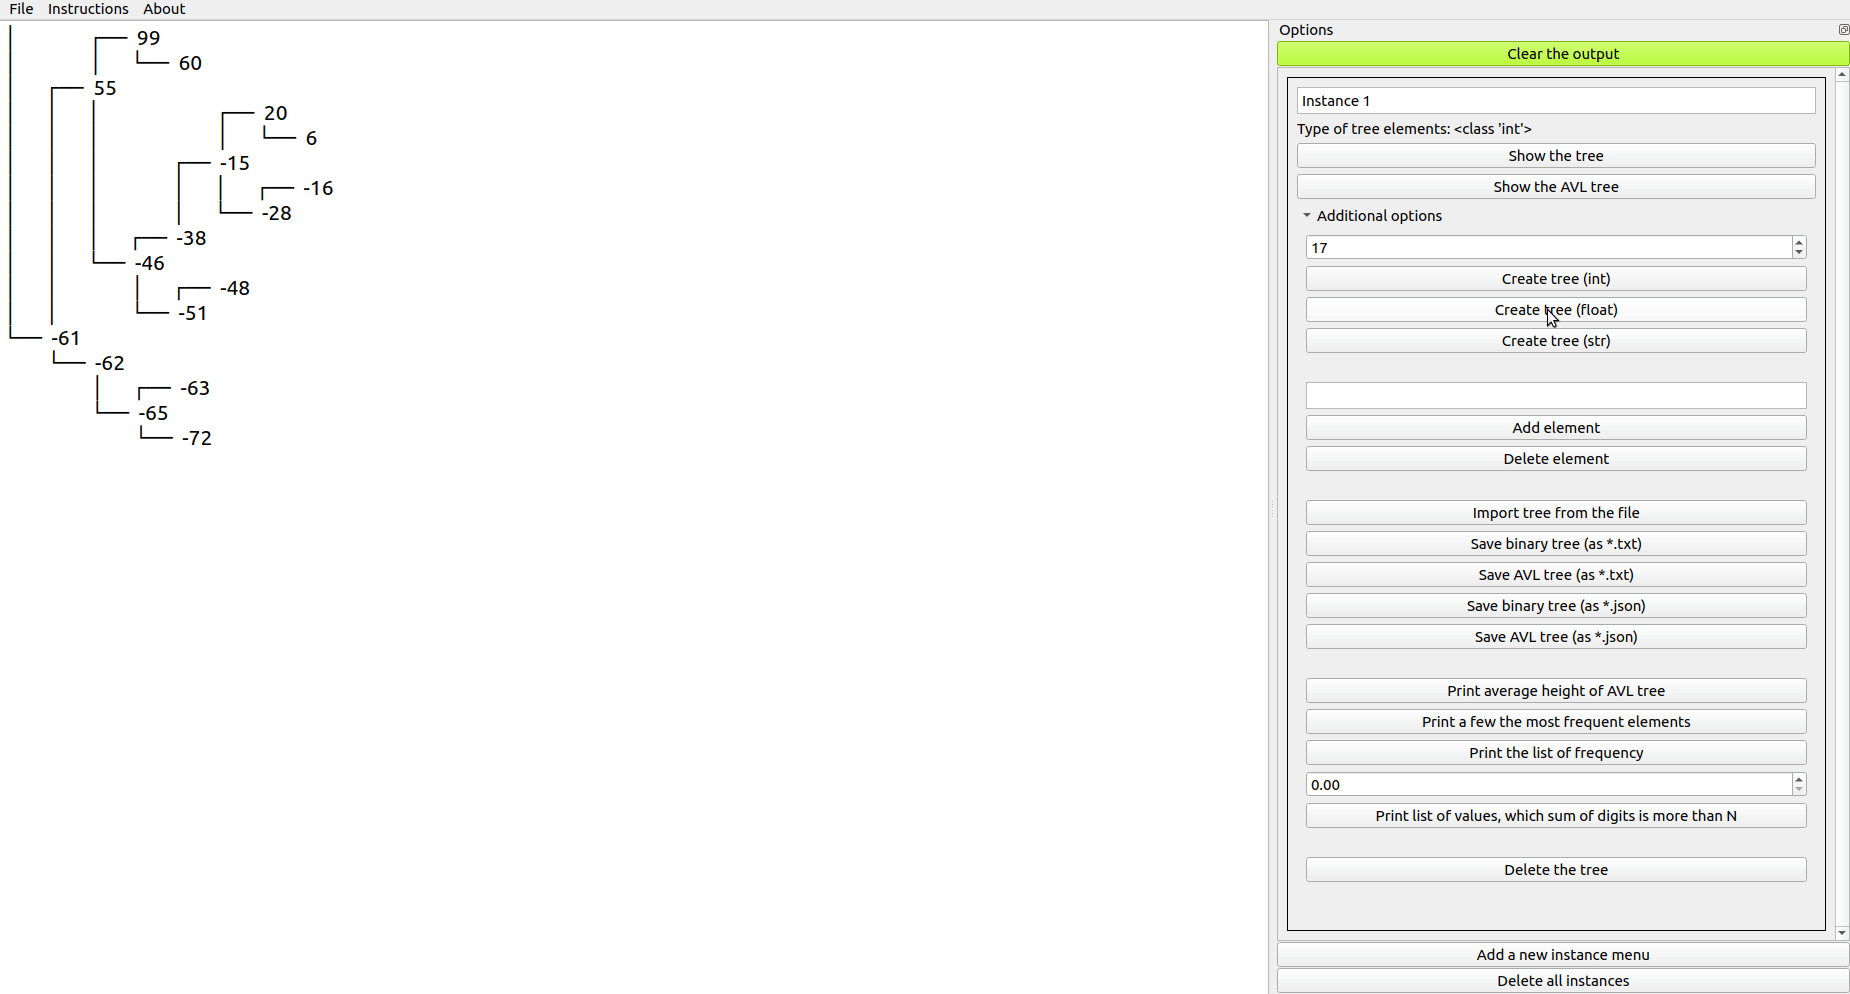 File Instructions About
99
60
55
20
6
-15
-16
-28
-38
-46
-48
-51
-61
-62
-63
-65
-72
Options
Clear the output
Instance 1
Type of tree elements: <class 'int'>
Show the tree
Show the AVL tree
Additional options
17
Create tree (int)
Create tree (float)
Create tree (str)
Add element
Delete element
Import tree from the file
Save binary tree (as *.txt)
Save AVL tree (as *.txt)
Save binary tree (as *.json)
Save AVL tree (as *.json)
Print average height of AVL tree
Print a few the most frequent elements
Print the list of frequency
0.00
Print list of values, which sum of digits is more than N
Delete the tree
Add a new instance menu
Delete all instances